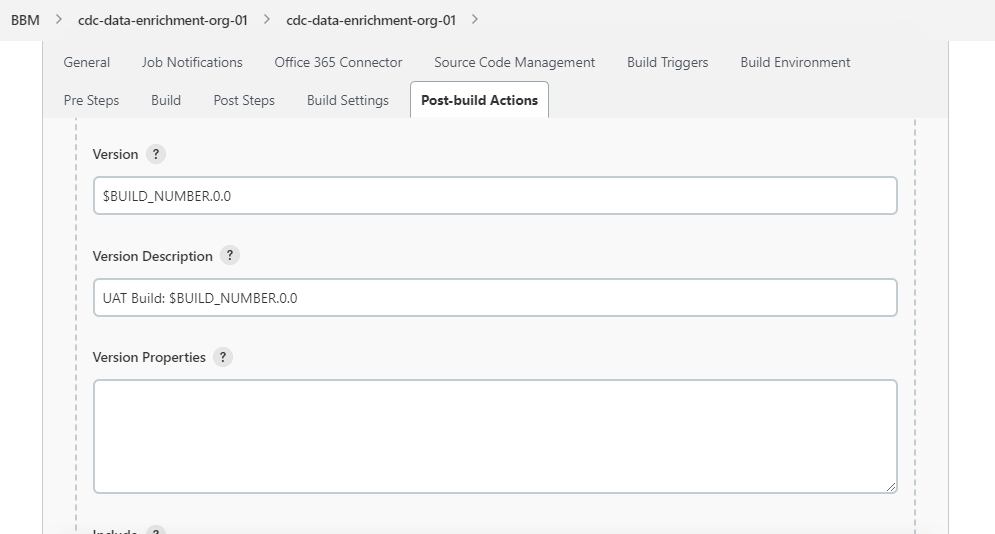 BBM > cdc-data-enrichment-org-01 > cdc-data-enrichment-org-01 >
General Job Notifications Office 365 Connector Source Code Management Build Triggers Build Environment
Pre Steps Build Post Steps Build Settings Post-build Actions
Version ?
$BUILD_NUMBER.0.0
Version Description ?
UAT Build: $BUILD_NUMBER.0.0
Version Properties ?
Include ?